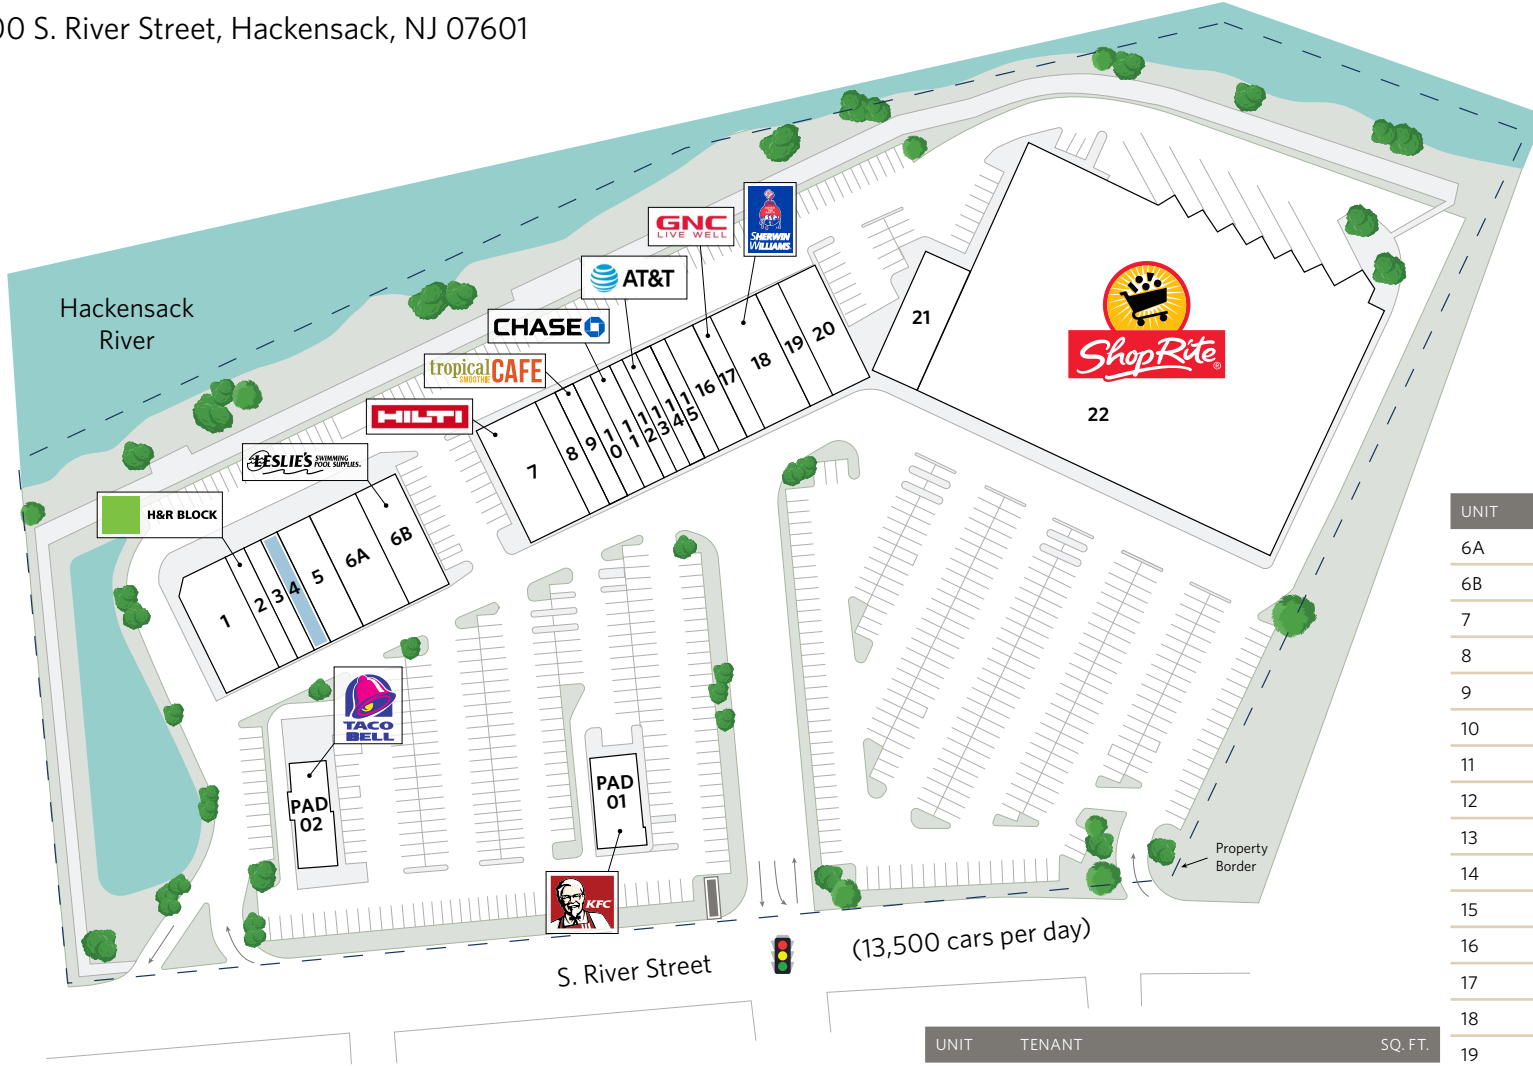 00 S. River Street, Hackensack, NJ 07601
Hackensack
River
GNC
LIVE WELL
SHERWIN
WILLIAMS.
AT&T
CHASE
tropical CAFE
SMOOTHIE
HILTI
LESLIE'S SWIMMING
POOL SUPPLIES.
H&R BLOCK
ShopRite
1
2
3
4
5
6A
6B
7
8
9
10
11
12
13
14
15
16
17
18
19
20
21
22
TACO
BELL
PAD
02
PAD
01
KFC
Property
Border
S. River Street
(13,500 cars per day)
UNIT TENANT SQ. FT.
UNIT
6A
6B
7
8
9
10
11
12
13
14
15
16
17
18
19